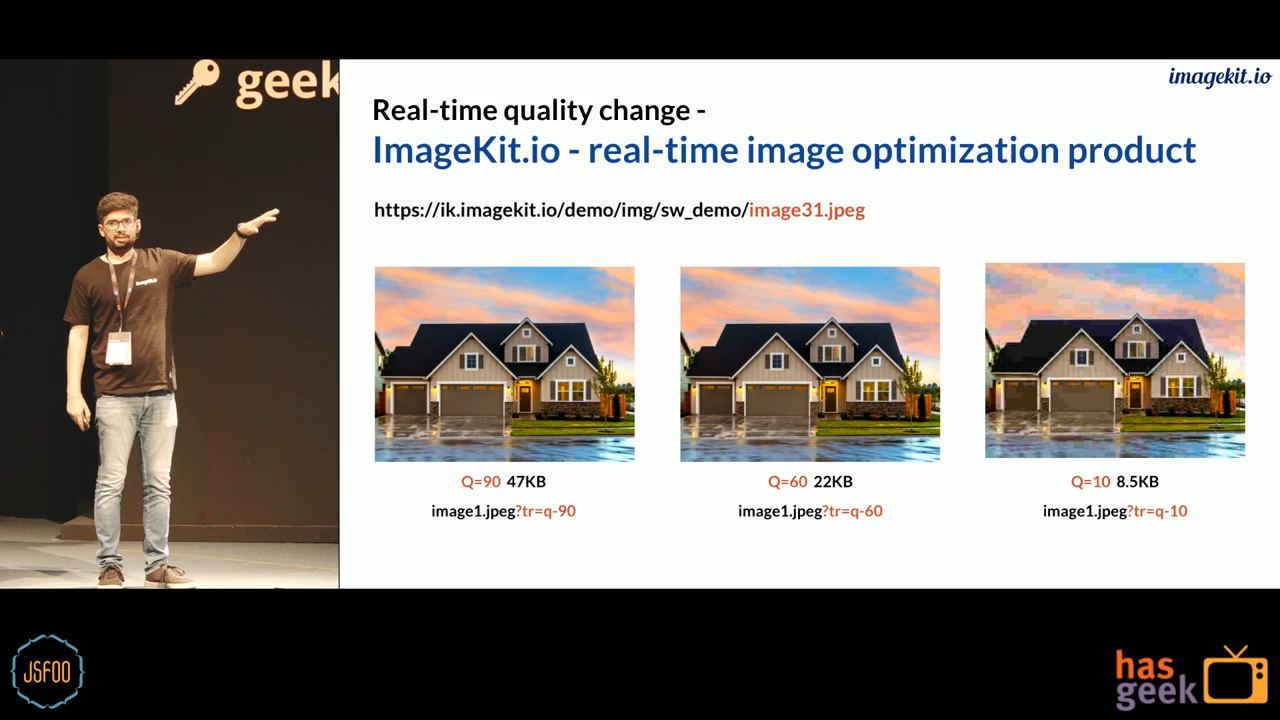 geek
imagekit.io
Real-time quality change -
ImageKit.io - real-time image optimization product
https://ik.imagekit.io/demo/img/sw_demo/image31.jpeg
Q=90 47KB
Q=60 22KB
Q=10 8.5KB
image1.jpeg?tr=q-90
image1.jpeg?tr=q-60
image1.jpeg?tr=q-10
JSFOO
has
geek